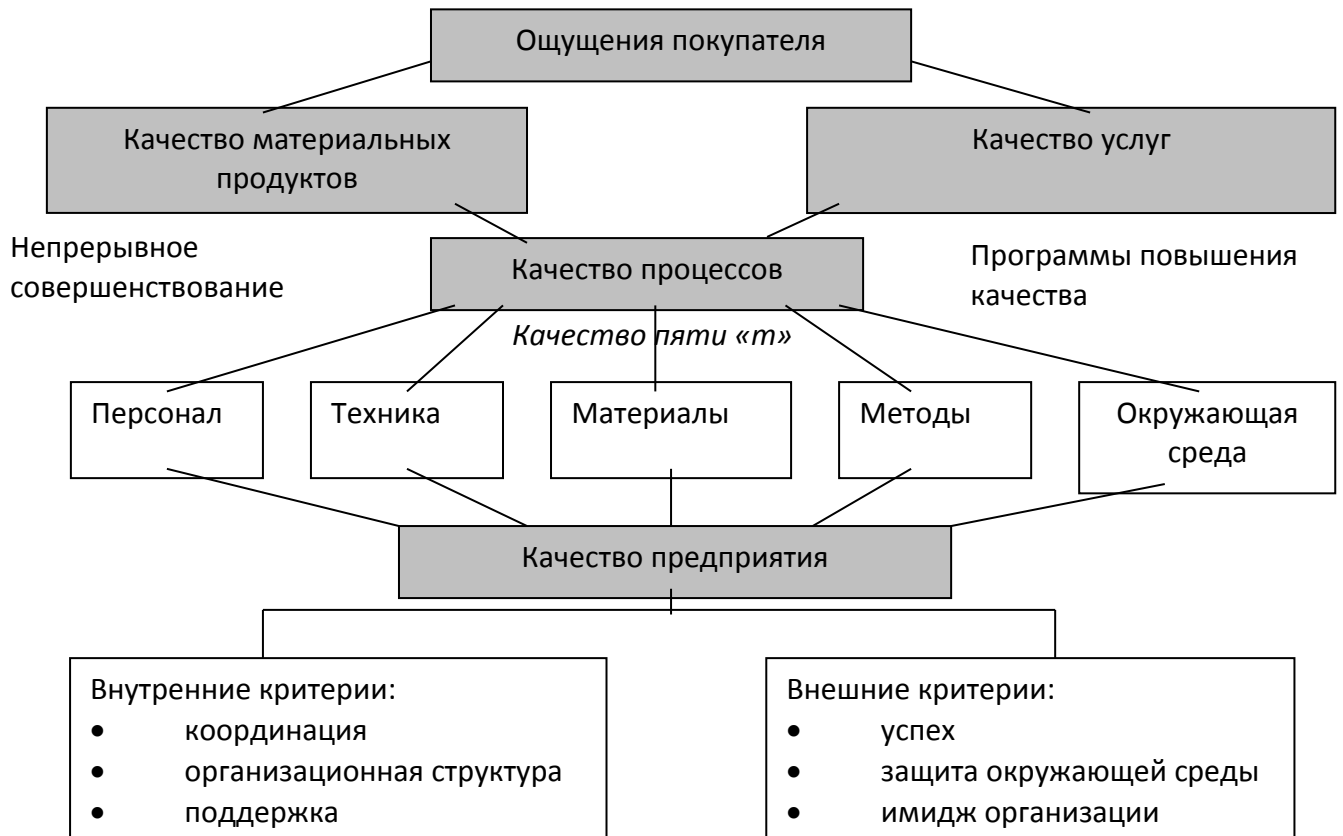 Ощущения покупателя
Качество материальных
продуктов
Качество услуг
Непрерывное
совершенствование
Качество процессов
Программы повышения
качества
Качество пяти «т»
Персонал
Техника
Материалы
Методы
Окружающая
среда
Качество предприятия
Внутренние критерии:
• координация
• организационная структура
• поддержка
Внешние критерии:
• успех
• защита окружающей среды
• имидж организации